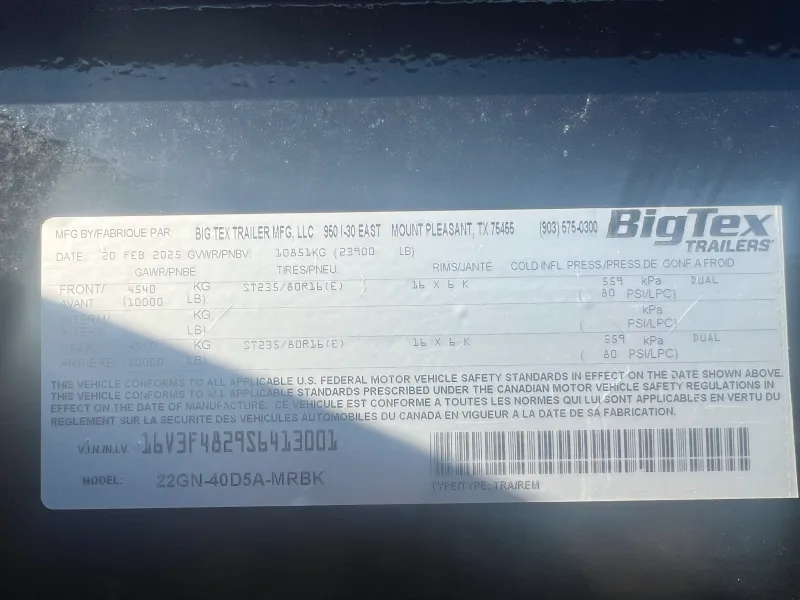 MFG BY/FABRIQUE PAR BIG TEX TRAILER MFG, LLC 950 I-30 EAST MOUNT PLEASANT, TX 75455 (903) 575-0300 BigTex
TRAILERS
DATE: 20 FEB 2025 GVWR/PNBV: 10851KG (23900 LB)
GAWR/PNBE TIRES/PNEU. RIMS/JANTE COLD INFL. PRESS/PRESS.DE GONF.A FROID
FRONT/ 4540 KG ST235/80R16(E) 16 X 6 K 559 kPa DUAL
AVANT (10000 LB) ( 80 PSI/LPC)
INTERM/ KG kPa
INTERM/ LB) ( PSI/LPC)
REAR/ 4540 KG ST235/80R16(E) 16 X 6 K 559 kPa DUAL
ARRIERE (10000 LB) ( 80 PSI/LPC)
THIS VEHICLE CONFORMS TO ALL APPLICABLE U.S. FEDERAL MOTOR VEHICLE SAFETY STANDARDS IN EFFECT ON THE DATE OF MANUFACTURE SHOWN ABOVE.
THIS VEHICLE CONFORMS TO ALL APPLICABLE STANDARDS PRESCRIBED UNDER THE CANADIAN MOTOR VEHICLE SAFETY REGULATIONS IN
EFFECT ON THE DATE OF MANUFACTURE. CE VEHICULE EST CONFORME A TOUTES LES NORMES QUI LUI SONT APPLICABLES EN VERTU DU
REGLEMENT SUR LA SECURITE DES VEHICULES AUTOMOBILES DU CANADA EN VIGUEUR A LA DATE DE SA FABRICATION.
V.I.N./N.I.V. 16V3F4829S6413001
MODEL: 22GN-40D5A-MRBK
TYPE/TYPE: TRA/REM